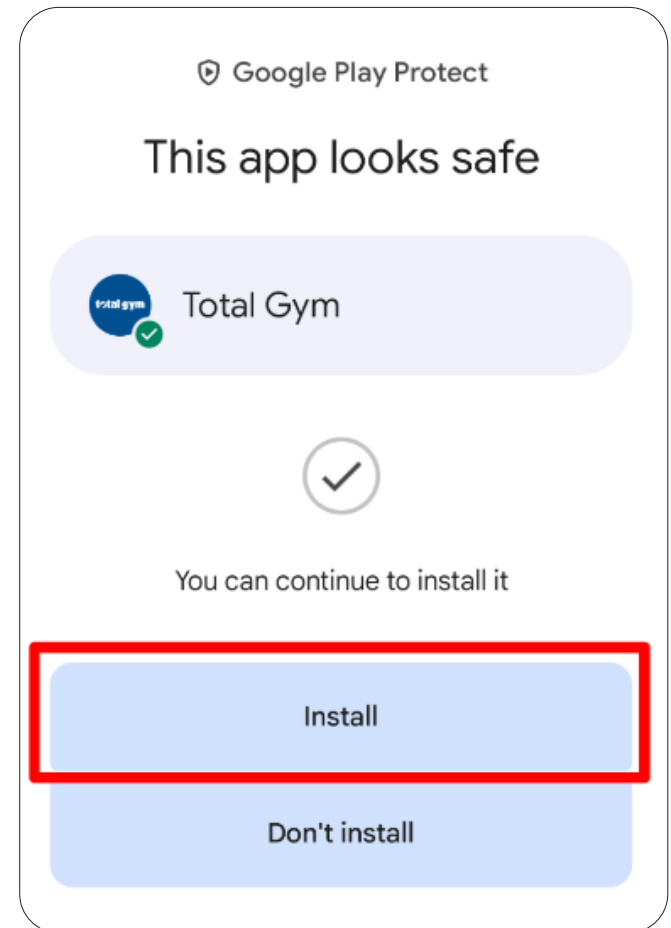 Google Play Protect
This app looks safe
total gym
Total Gym
You can continue to install it
Install
Don't install